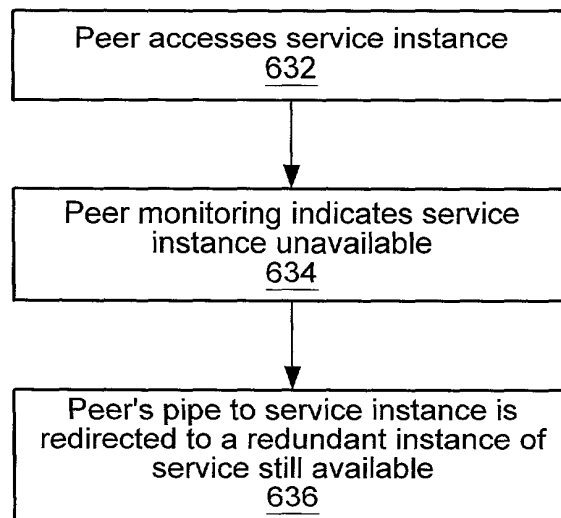 Peer accesses service instance
632
Peer monitoring indicates service
instance unavailable
634
Peer's pipe to service instance is
redirected to a redundant instance of
service still available
636